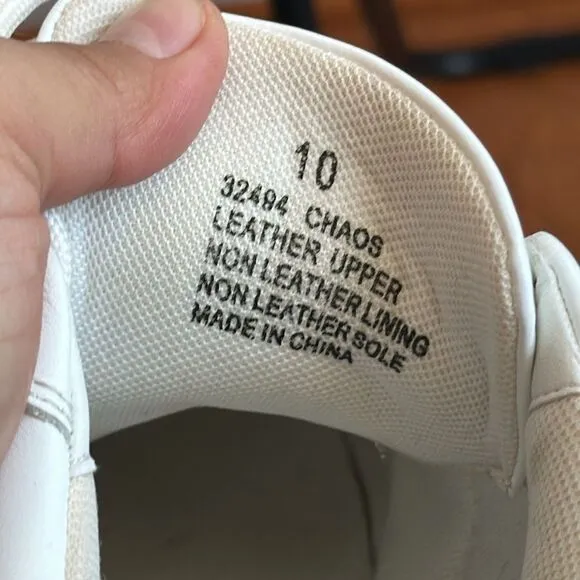 10
32494 CHAOS
LEATHER UPPER
NON LEATHER LINING
NON LEATHER SOLE
MADE IN CHINA